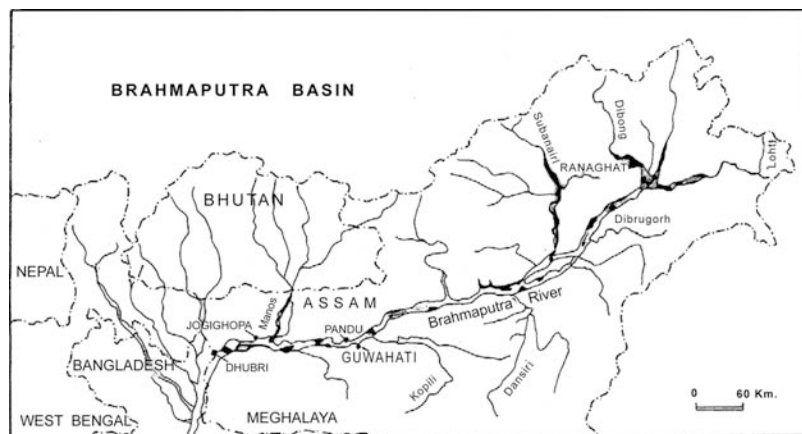 BRAHMAPUTRA BASIN
Subanairi
Dibong
Lohti
RANAGHAT
BHUTAN
Dibrugorh
NEPAL
ASSAM
Manos
JOGIGHOPA
PANDU
Brahmaputra River
BANGLADESH
DHUBRI
GUWAHATI
Kopili
Dansiri
0 60 Km.
WEST BENGAL
MEGHALAYA